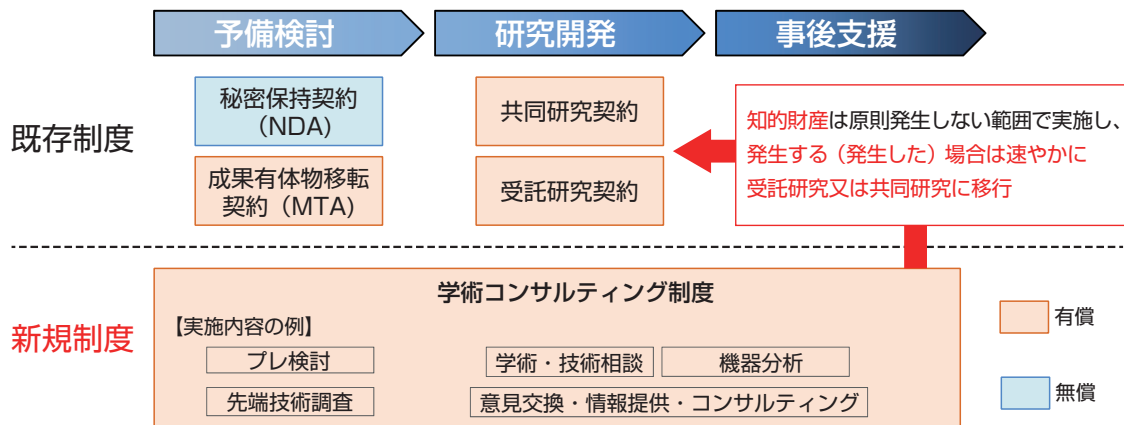 予備検討
研究開発
事後支援
既存制度
秘密保持契約
（NDA）
成果有体物移転
契約（MTA）
共同研究契約
受託研究契約
知的財産は原則発生しない範囲で実施し、
発生する（発生した）場合は速やかに
受託研究又は共同研究に移行
新規制度
学術コンサルティング制度
【実施内容の例】
プレ検討
学術・技術相談
機器分析
先端技術調査
意見交換・情報提供・コンサルティング
有償
無償